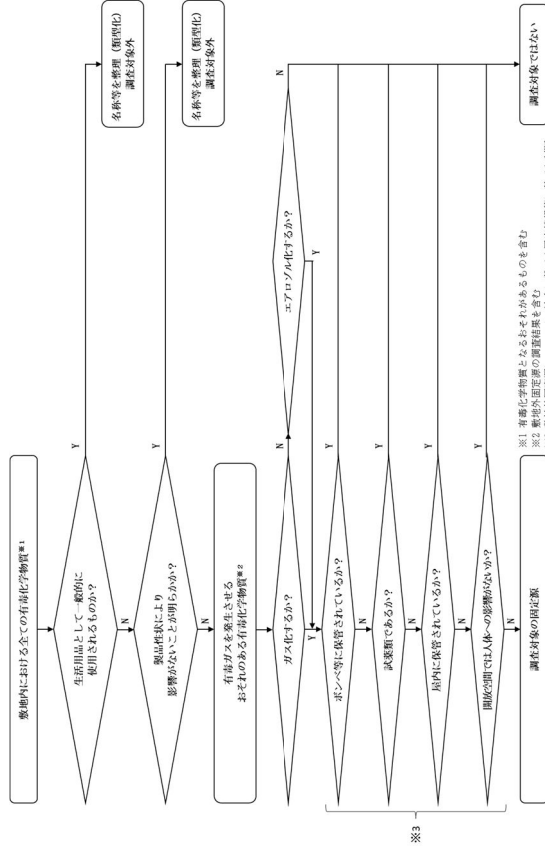 敷地内における全ての有毒化学物質※1
生活用品として一般的に
使用されるものか?
Y
名称等を整理（類型化）
調査対象外
N
製品性状により
影響がないことが明らかか?
Y
名称等を整理（類型化）
調査対象外
N
有毒ガスを発生させる
おそれのある有毒化学物質※2
ガス化するか?
N
エアロゾル化するか?
N
Y
Y
ボンベ等に保管されているか?
Y
N
試薬類であるか?
Y
N
屋内に保管されているか?
Y
N
開放空間では人体への影響がないか?
Y
N
※3
調査対象の固定源
調査対象ではない
※1 有毒化学物質となるおそれがあるものを含む
※2 敷地外固定源の調査結果を含む